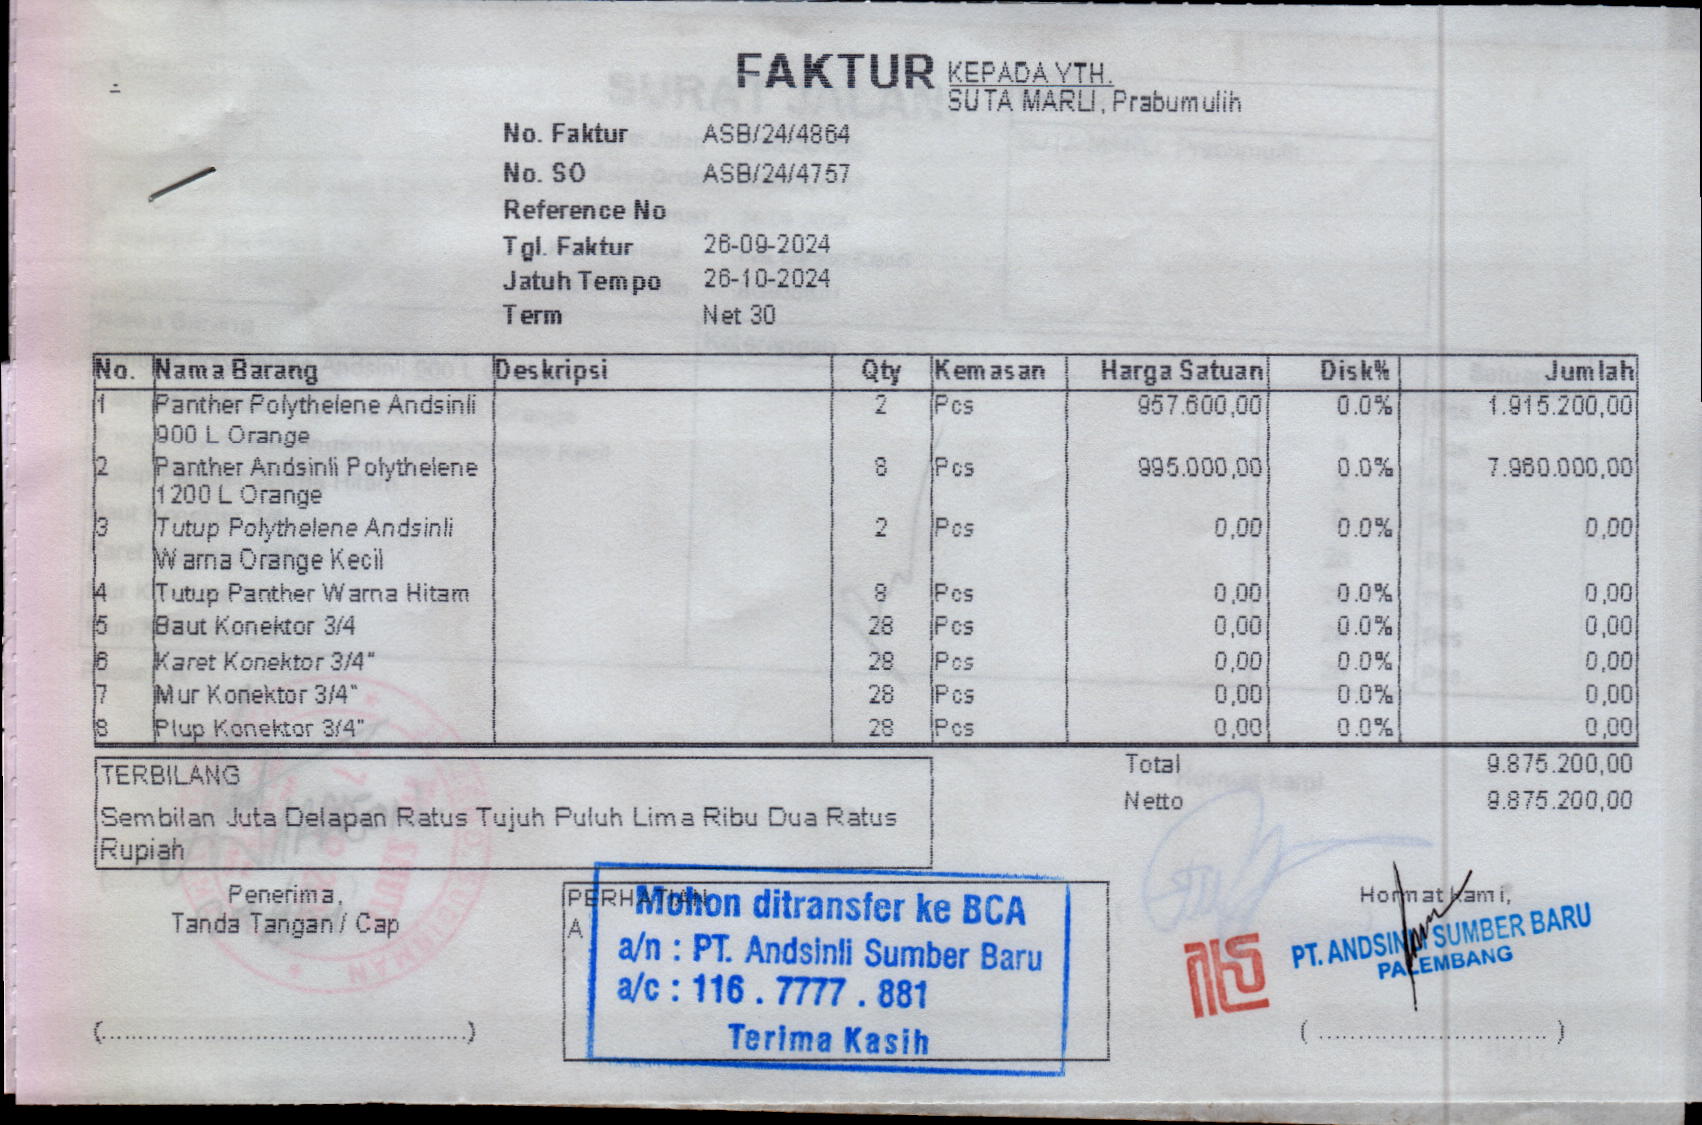 FAKTUR
KEPADA YTH.
SUTA MARLI, Prabumulih
No. Faktur ASB/24/4864
No. SO ASB/24/4757
Reference No
Tgl. Faktur 26-09-2024
Jatuh Tempo 26-10-2024
Term Net 30
No. Nama Barang Deskripsi Qty Kemasan Harga Satuan Disk% Jumlah
1 Panther Polythelene Andsinli 2 Pcs 957.600,00 0.0% 1.915.200,00
900 L Orange
2 Panther Andsinli Polythelene 8 Pcs 995.000,00 0.0% 7.960.000,00
1200 L Orange
3 Tutup Polythelene Andsinli 2 Pcs 0,00 0.0% 0,00
Warna Orange Kecil
4 Tutup Panther Warna Hitam 8 Pcs 0,00 0.0% 0,00
5 Baut Konektor 3/4 28 Pcs 0,00 0.0% 0,00
6 Karet Konektor 3/4" 28 Pcs 0,00 0.0% 0,00
7 Mur Konektor 3/4" 28 Pcs 0,00 0.0% 0,00
8 Plup Konektor 3/4" 28 Pcs 0,00 0.0% 0,00
Total 9.875.200,00
Netto 9.875.200,00
TERBILANG
Sembilan Juta Delapan Ratus Tujuh Puluh Lima Ribu Dua Ratus
Rupiah
Penerima,
Tanda Tangan / Cap
(................................................)
PERHATIAN
A
Mohon ditransfer ke BCA
a/n : PT. Andsinli Sumber Baru
a/c : 116 . 7777 . 881
Terima Kasih
Hormat kami,
PT. ANDSINLI SUMBER BARU
PALEMBANG
( .............................. )